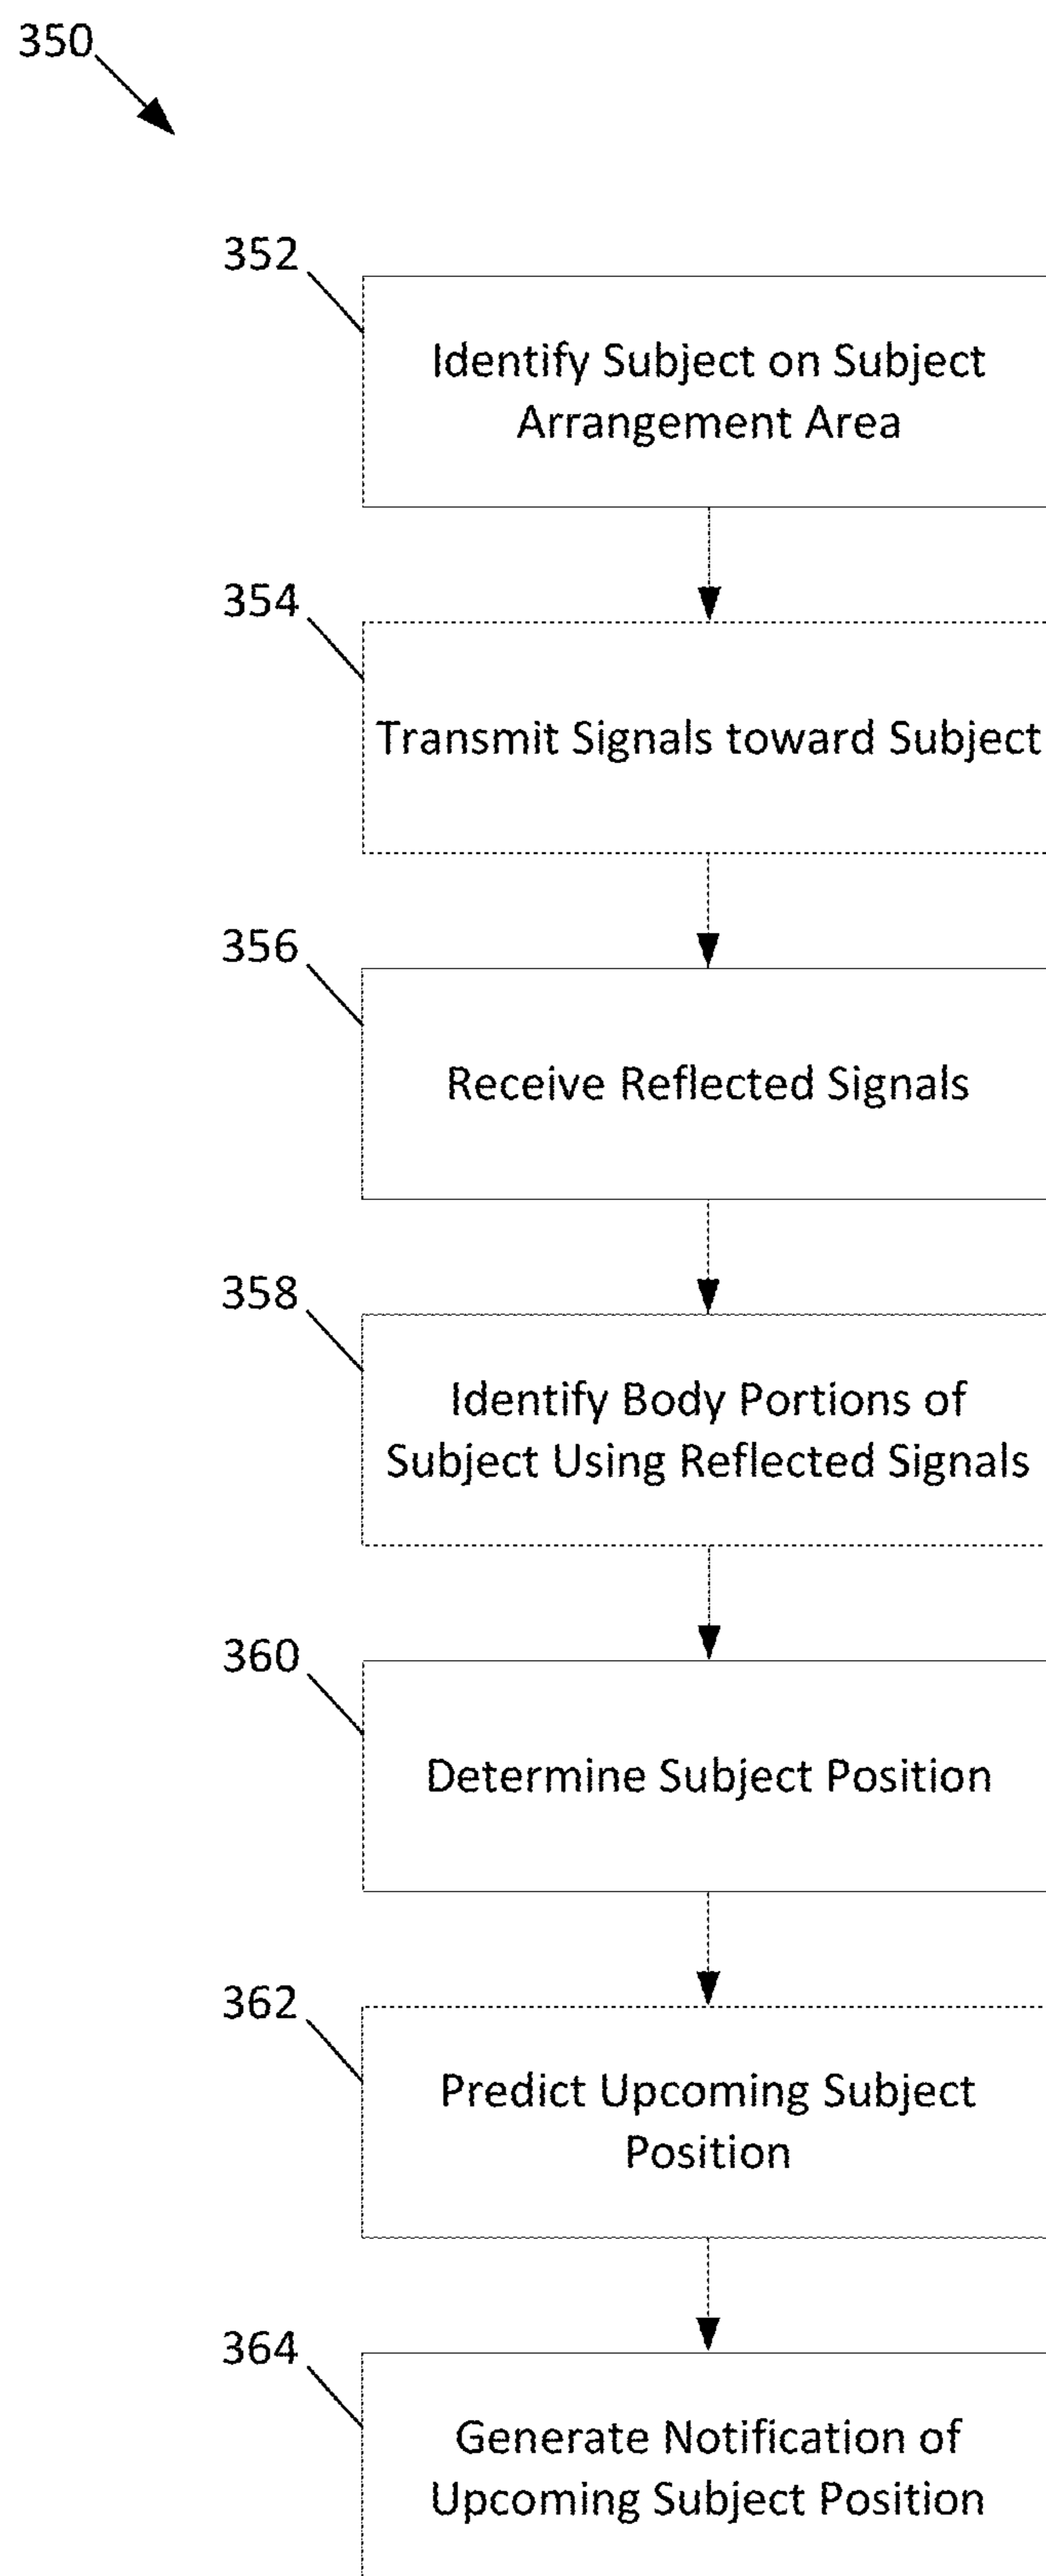 350
352
Identify Subject on Subject
Arrangement Area
354
Transmit Signals toward Subject
356
Receive Reflected Signals
358
Identify Body Portions of
Subject Using Reflected Signals
360
Determine Subject Position
362
Predict Upcoming Subject
Position
364
Generate Notification of
Upcoming Subject Position